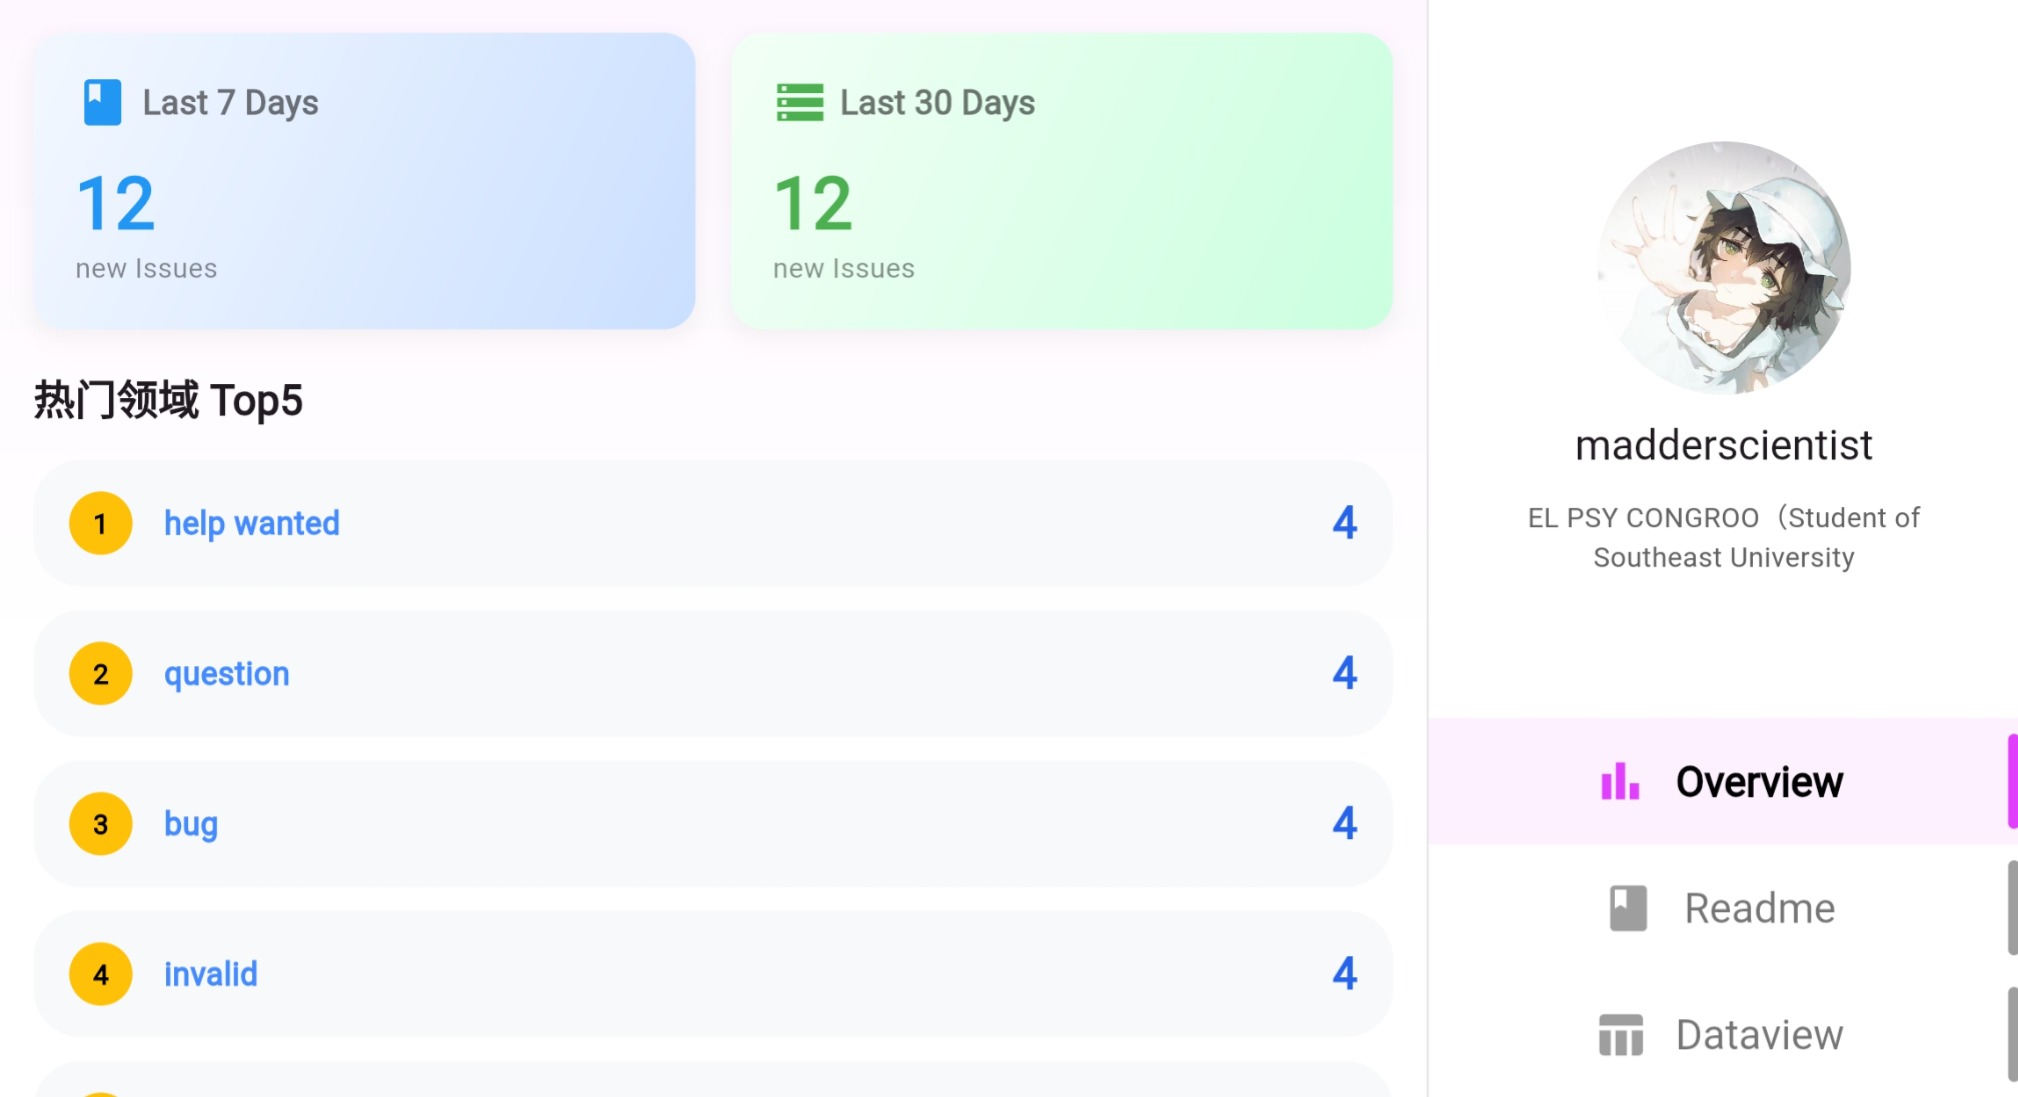 Last 7 Days
12
new Issues
Last 30 Days
12
new Issues
热门领域 Top5
1 help wanted 4
2 question 4
3 bug 4
4 invalid 4
madderscientist
EL PSY CONGROO（Student of
Southeast University
Overview
Readme
Dataview